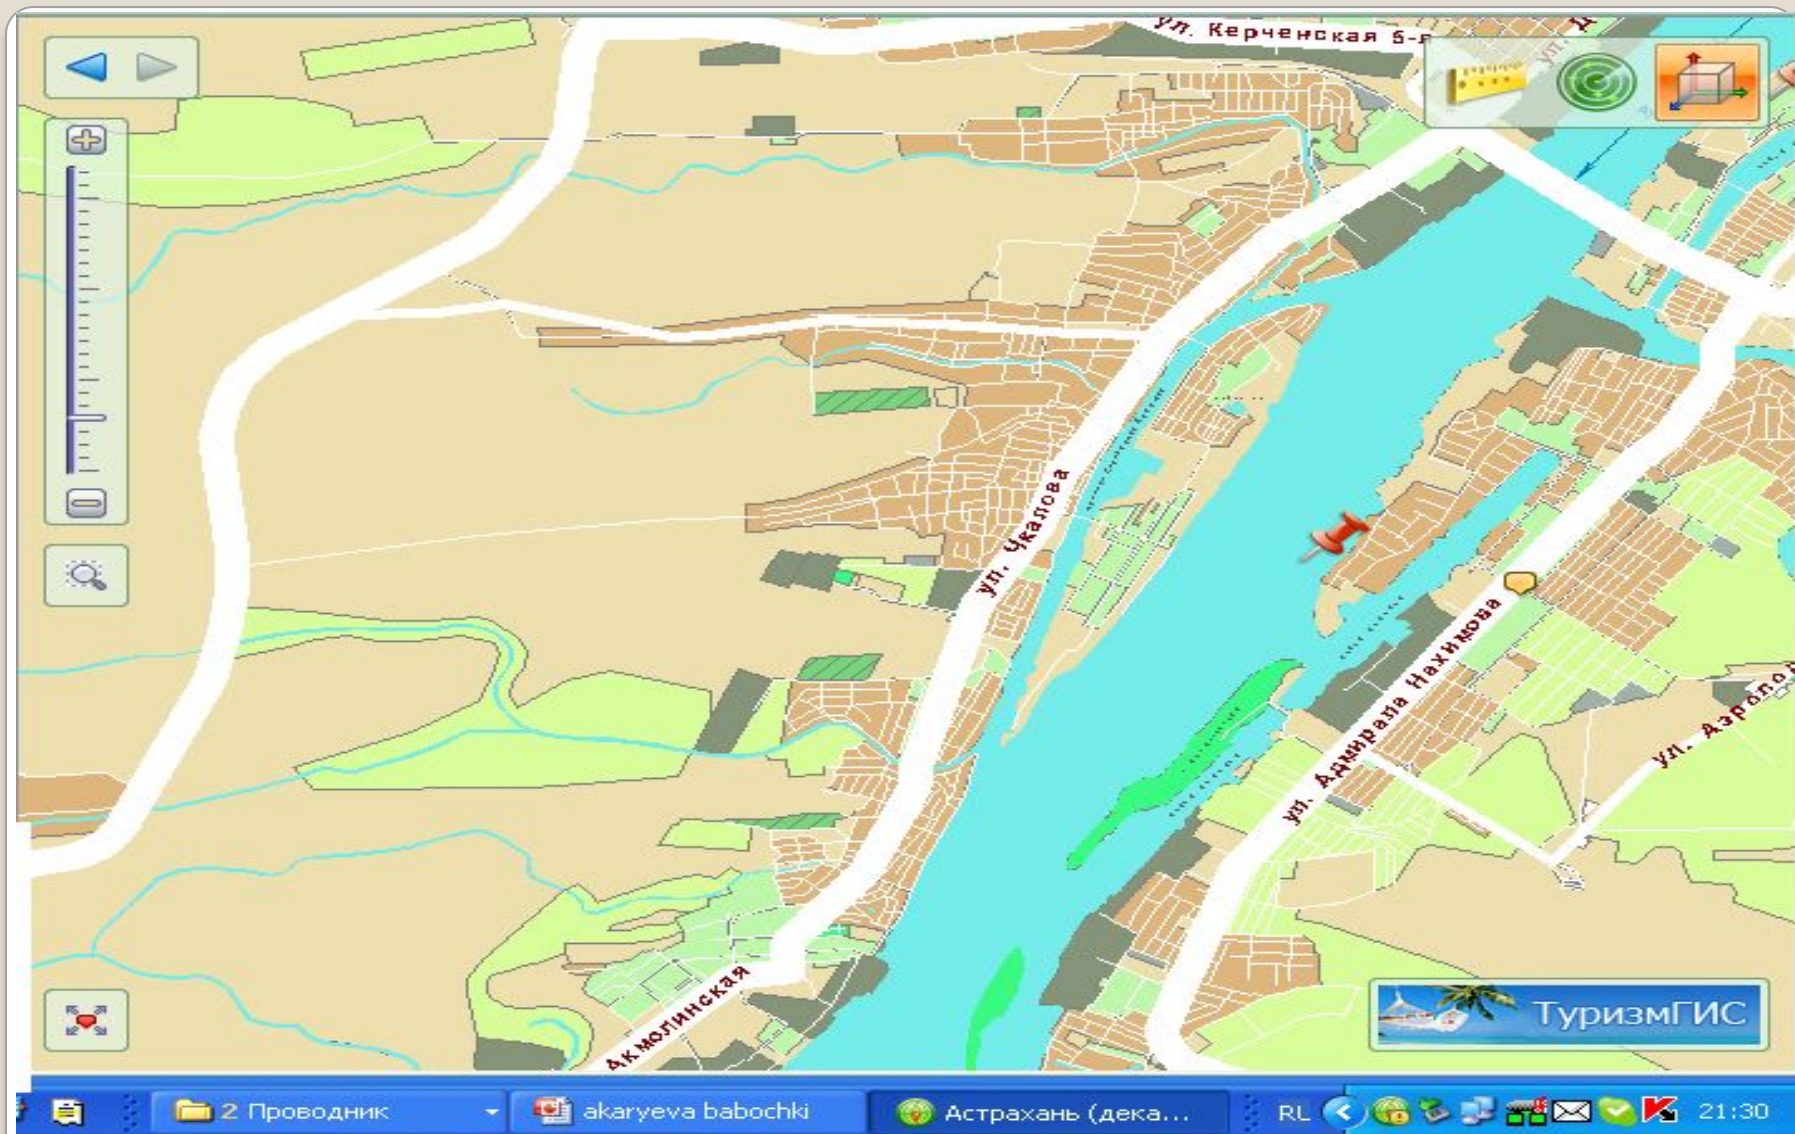 ул. Керченская 5-я
ул. Чкалова
ул. Адмирала Нахимова
ул. Аэропо
Акмолинская
ТуризмГИС
2 Проводник
akaryeva babochki
Астрахань (дека...
RL
21:30